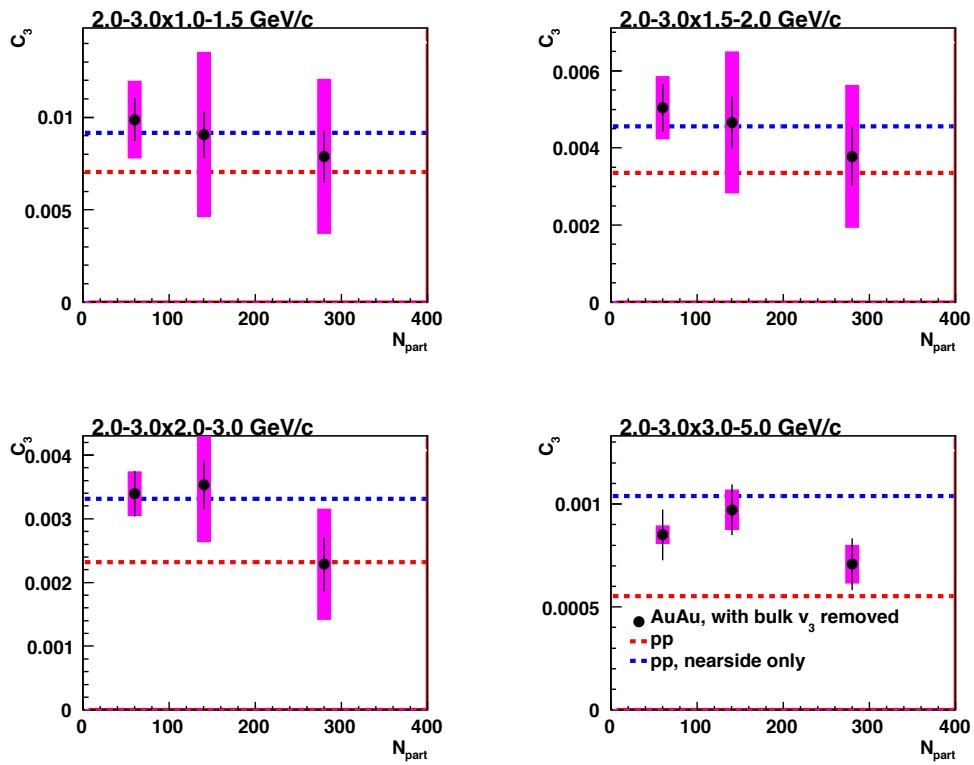 2.0-3.0x1.0-1.5 GeV/c
C3
0.01
0.005
0
0 100 200 300 400
Npart
2.0-3.0x1.5-2.0 GeV/c
C3
0.006
0.004
0.002
0
0 100 200 300 400
Npart
2.0-3.0x2.0-3.0 GeV/c
C3
0.004
0.003
0.002
0.001
0
0 100 200 300 400
Npart
2.0-3.0x3.0-5.0 GeV/c
C3
0.001
0.0005
AuAu, with bulk v3 removed
pp
pp, nearside only
0
0 100 200 300 400
Npart